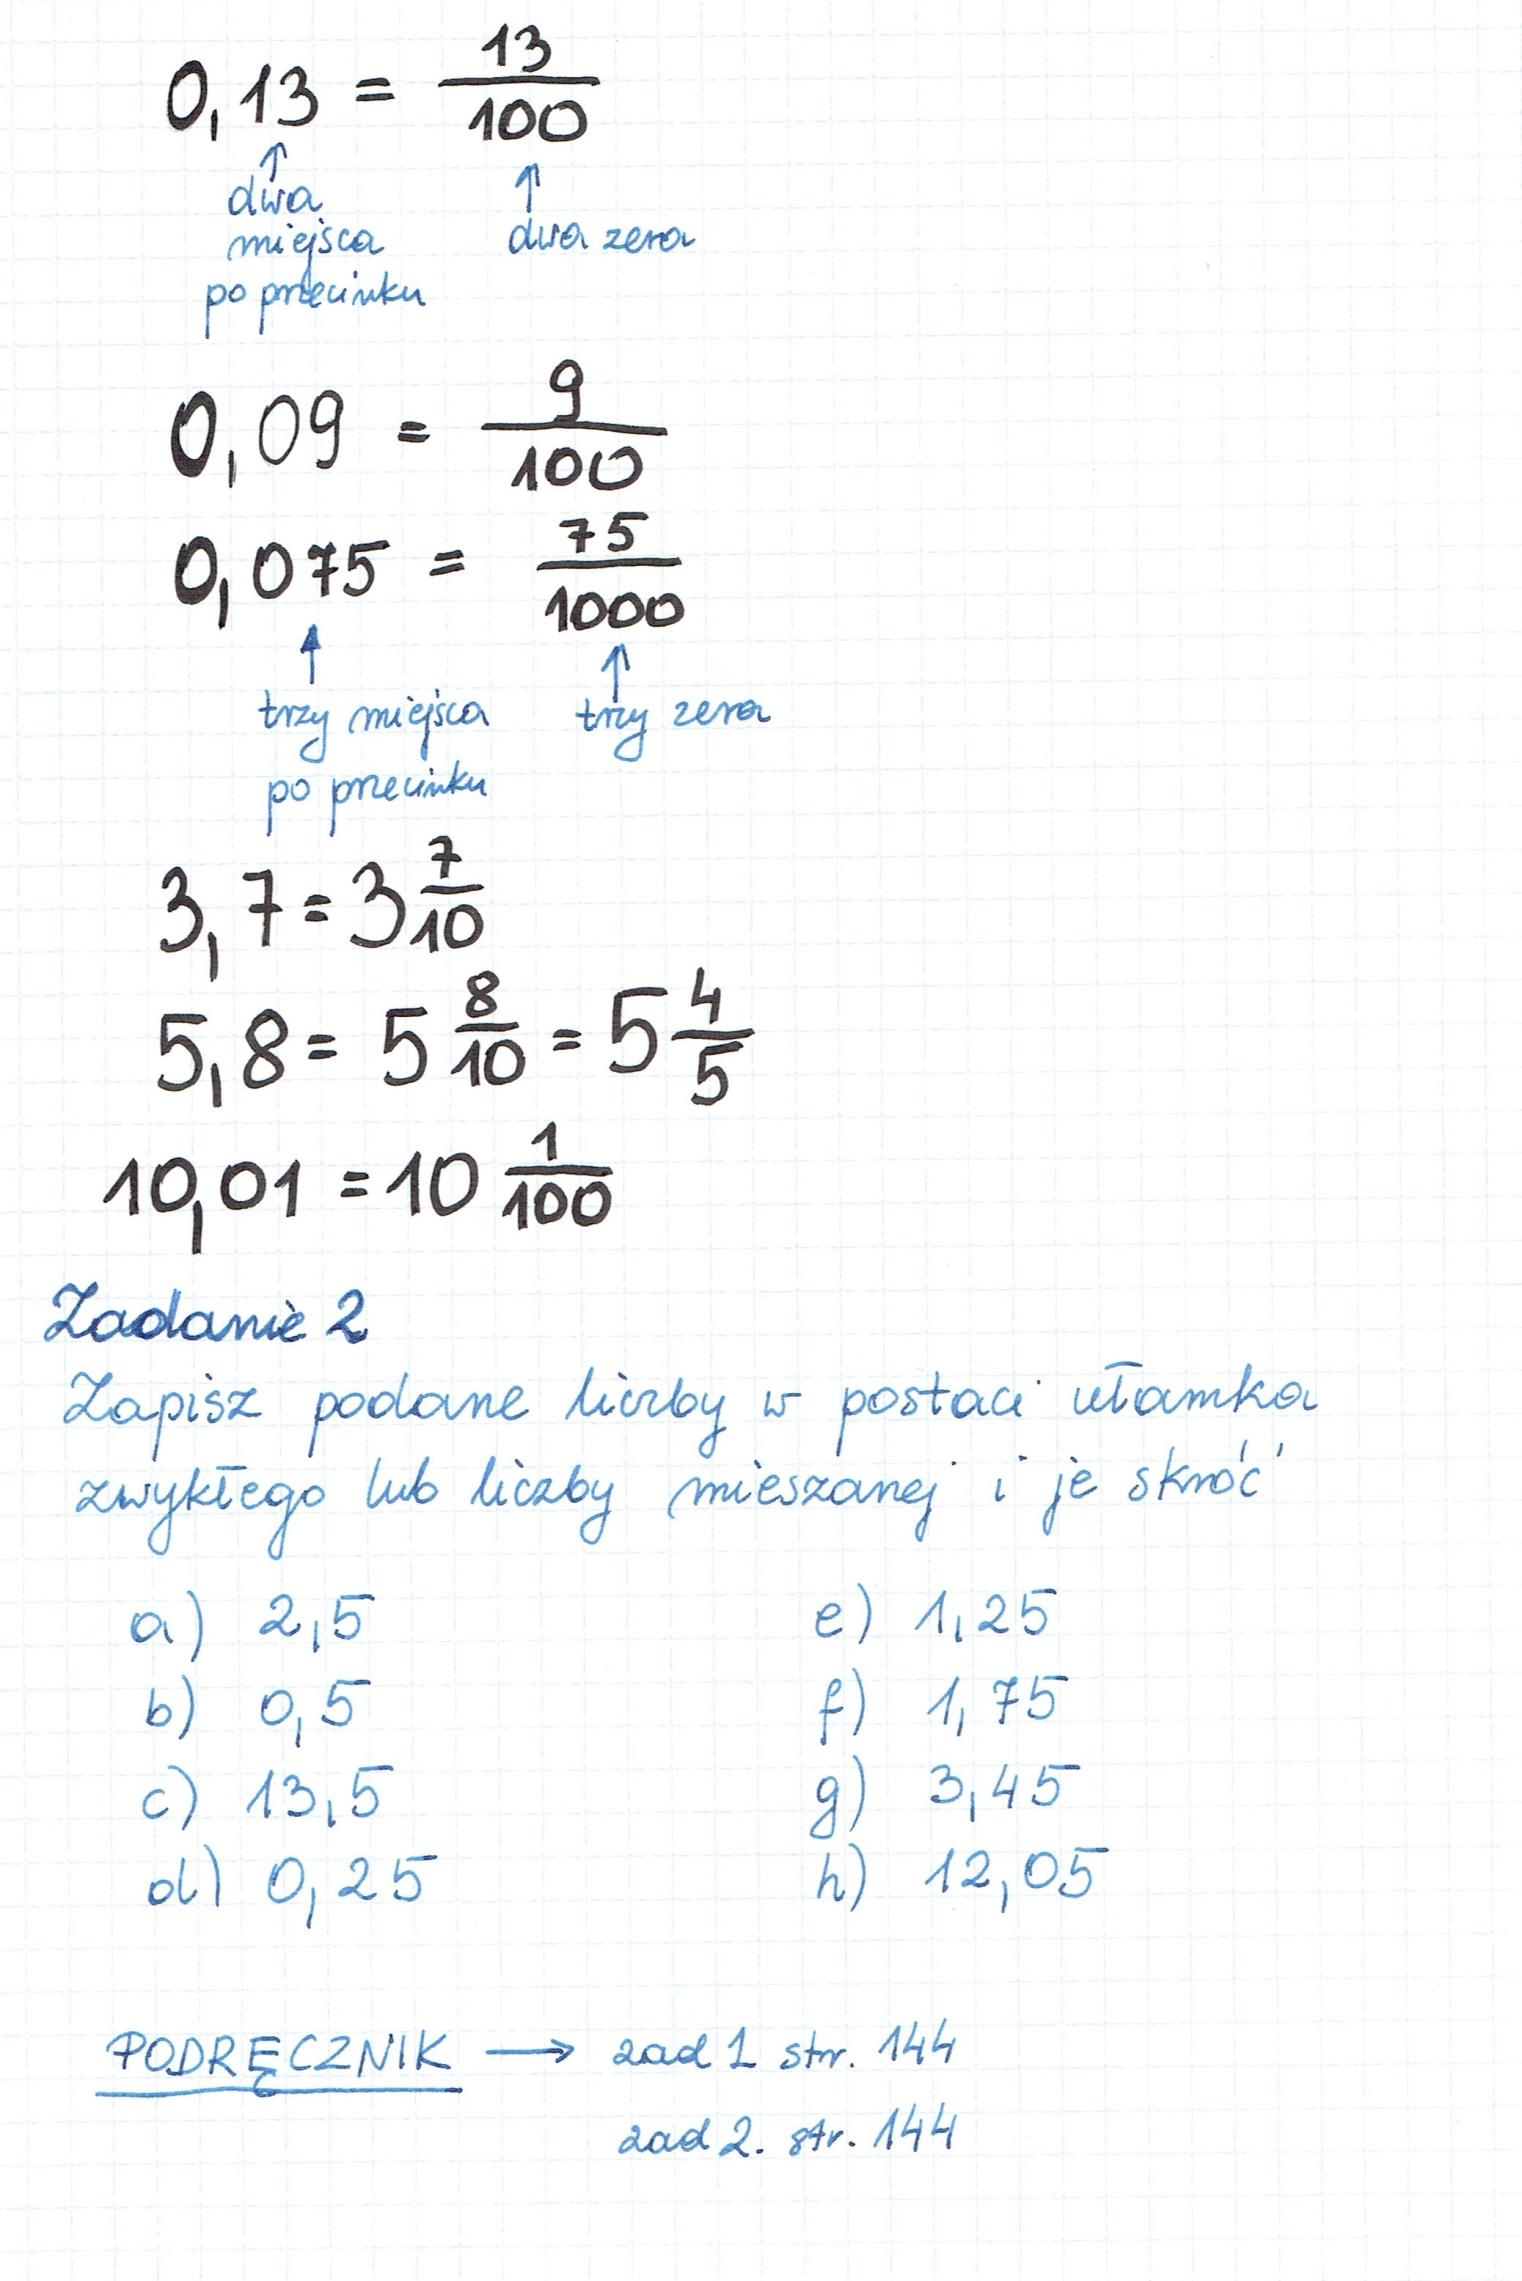 0,13 = 13/100
↑ ↑
dwa
miejsca dwa zera
po przecinku
0,09 = 9/100
0,075 = 75/1000
↑ ↑
trzy miejsca trzy zera
po przecinku
3,7 = 3 7/10
5,8 = 5 8/10 = 5 4/5
10,01 = 10 1/100
Zadanie 2
Zapisz podane liczby w postaci ułamka
zwykłego lub liczby mieszanej i je skróć
a) 2,5 e) 1,25
b) 0,5 f) 1,75
c) 13,5 g) 3,45
d) 0,25 h) 12,05
PODRĘCZNIK → zad 1 str. 144
zad 2. str. 144